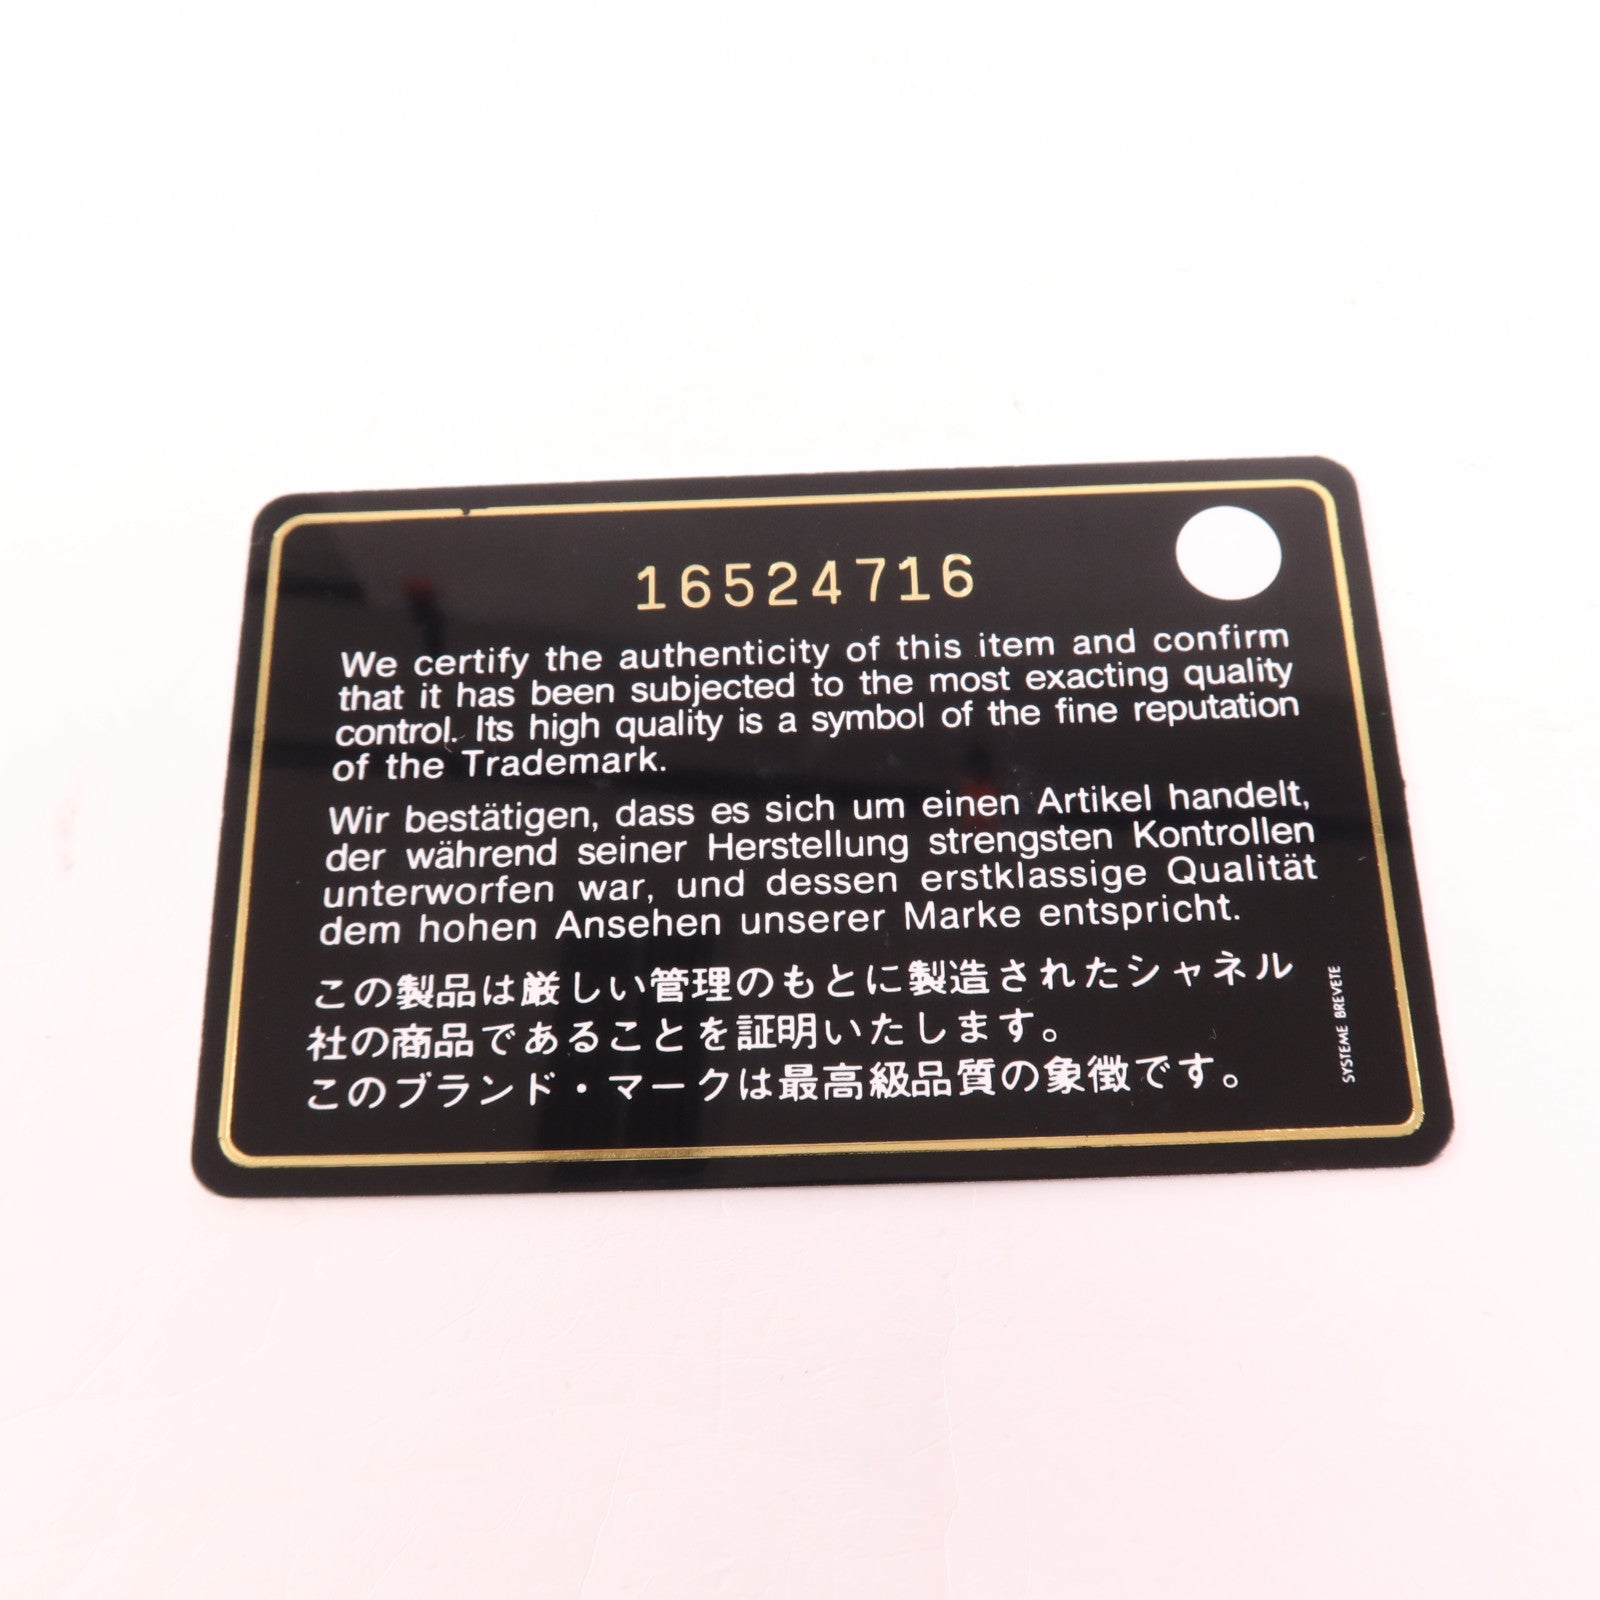 16524716
We certify the authenticity of this item and confirm
that it has been subjected to the most exacting quality
control. Its high quality is a symbol of the fine reputation
of the Trademark.
Wir bestätigen, dass es sich um einen Artikel handelt,
der während seiner Herstellung strengsten Kontrollen
unterworfen war, und dessen erstklassige Qualität
dem hohen Ansehen unserer Marke entspricht.
この製品は厳しい管理のもとに製造されたシャネル
社の商品であることを証明いたします。
このブランド・マークは最高級品質の象徴です。
SYSTEME BREVETE